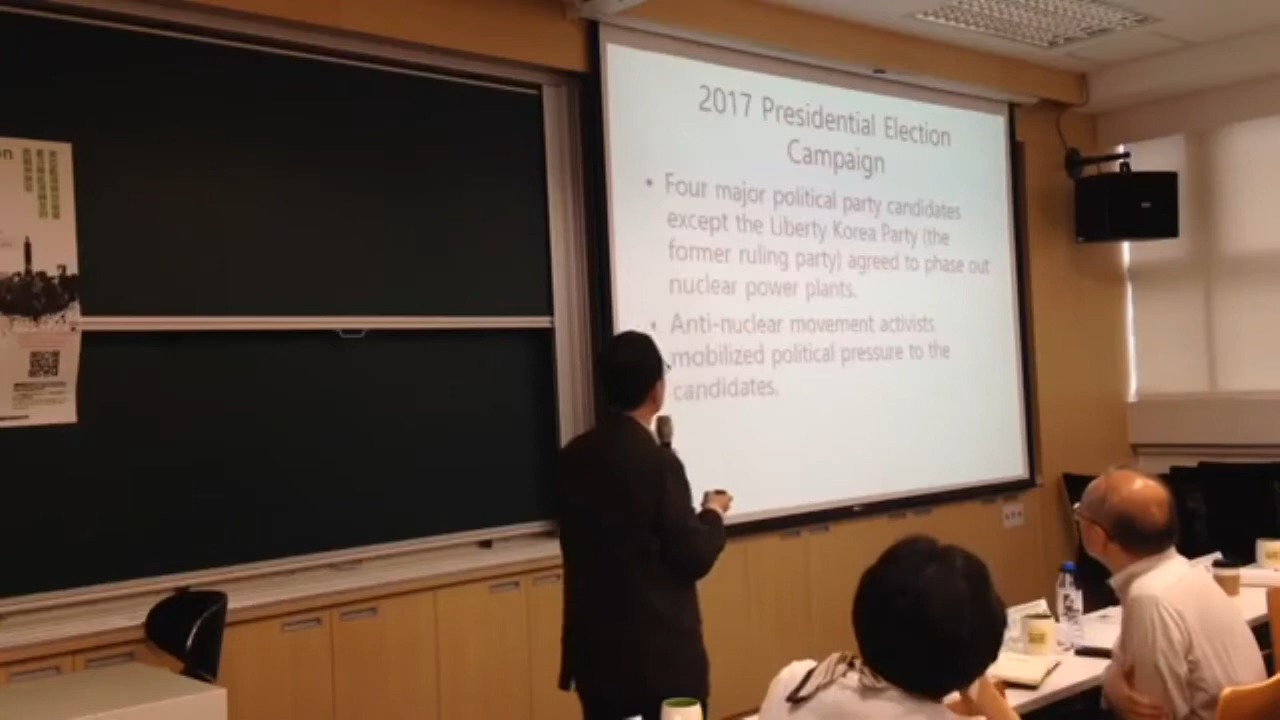 2017 Presidential Election
Campaign
• Four major political party candidates
except the Liberty Korea Party (the
former ruling party) agreed to phase out
nuclear power plants.
• Anti-nuclear movement activists
mobilized political pressure to the
candidates.